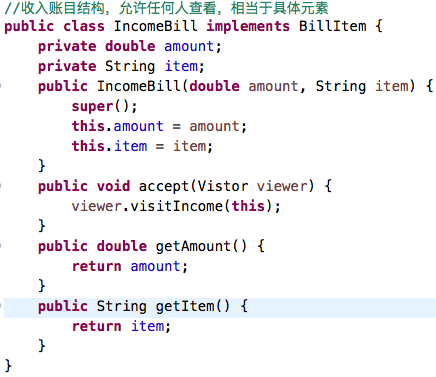 //收入账目结构，允许任何人查看，相当于具体元素
public class IncomeBill implements BillItem {
    private double amount;
    private String item;
    public IncomeBill(double amount, String item) {
        super();
        this.amount = amount;
        this.item = item;
    }
    public void accept(Vistor viewer) {
        viewer.visitIncome(this);
    }
    public double getAmount() {
        return amount;
    }
    public String getItem() {
        return item;
    }
}